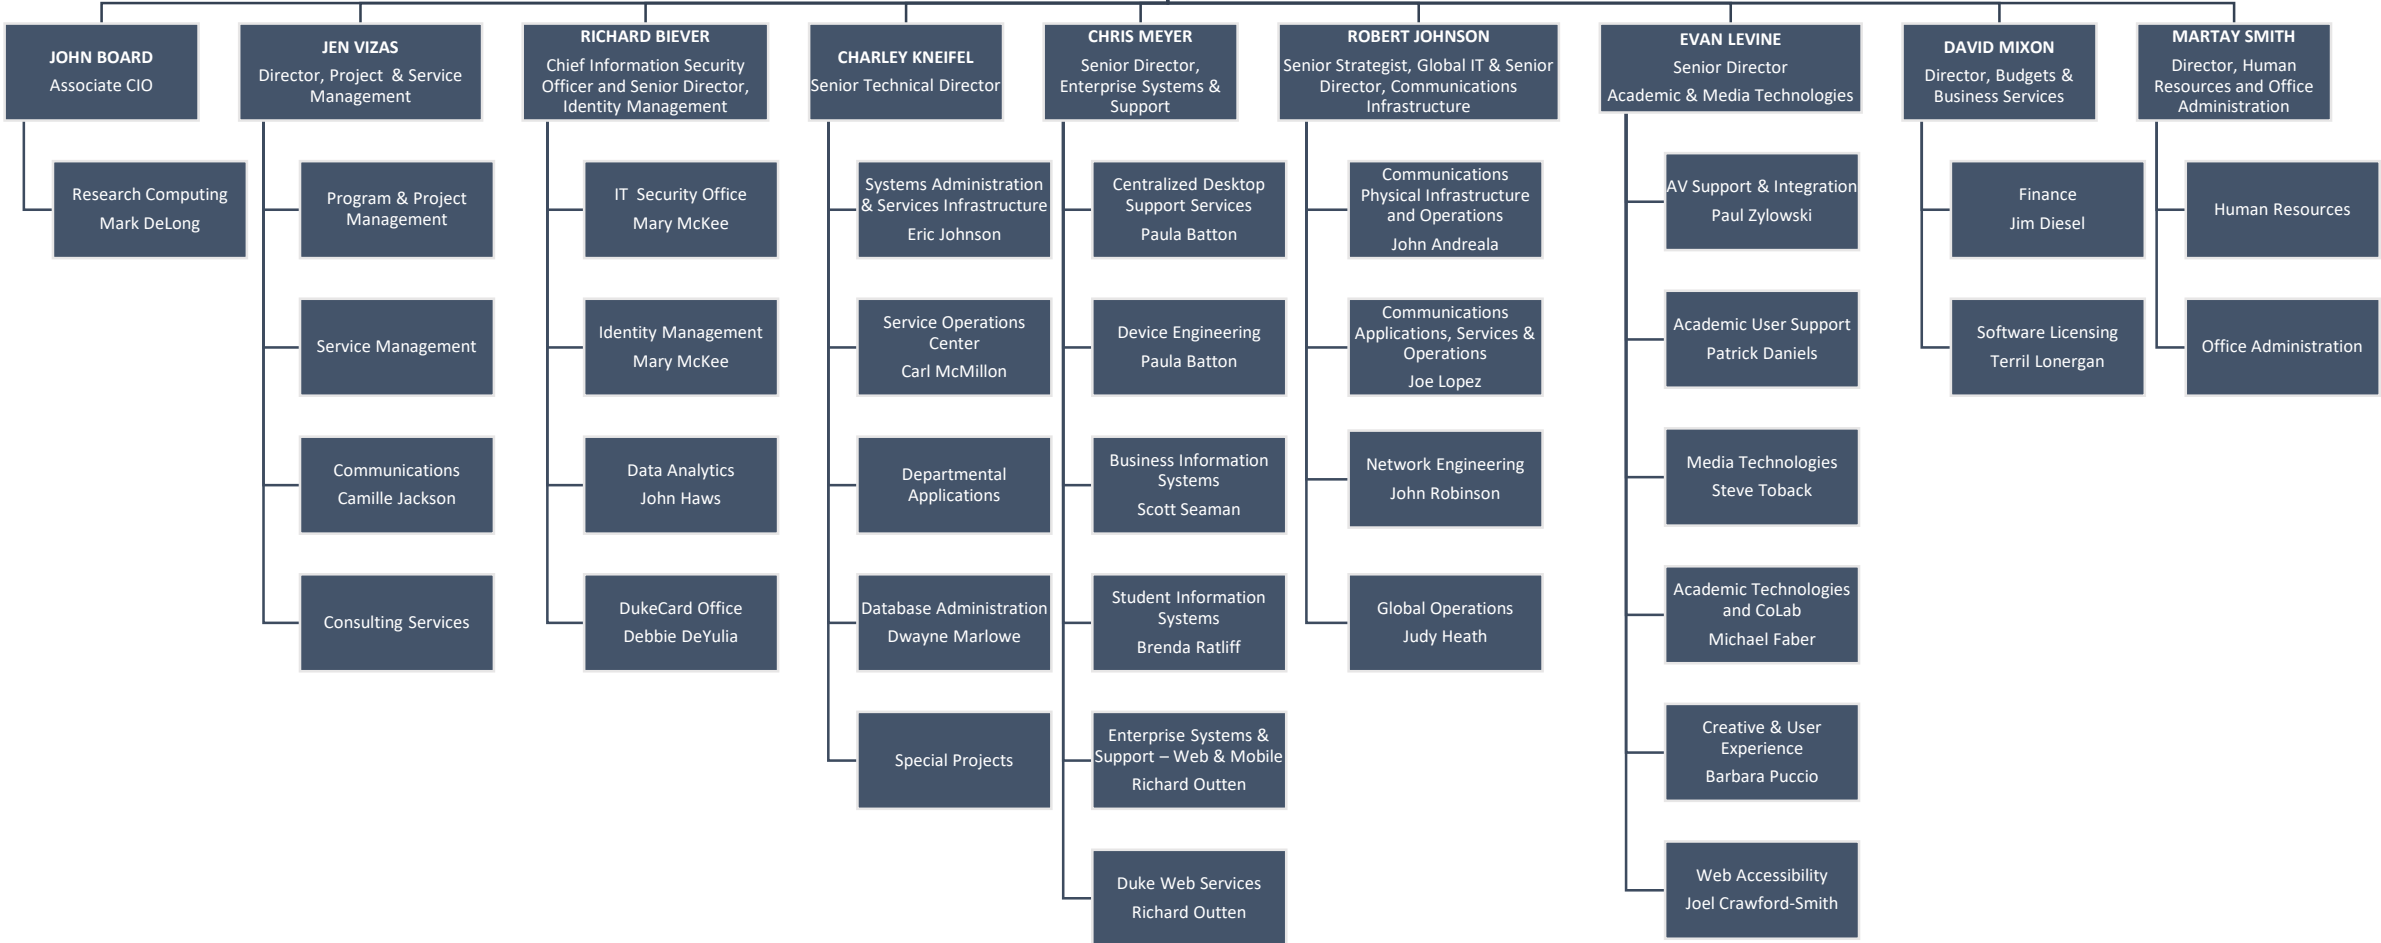 JOHN BOARD
Associate CIO
Research Computing
Mark DeLong
JEN VIZAS
Director, Project & Service
Management
Program & Project
Management
Service Management
Communications
Camille Jackson
Consulting Services
RICHARD BIEVER
Chief Information Security
Officer and Senior Director,
Identity Management
IT Security Office
Mary McKee
Identity Management
Mary McKee
Data Analytics
John Haws
DukeCard Office
Debbie DeYulia
CHARLEY KNEIFEL
Senior Technical Director
Systems Administration
& Services Infrastructure
Eric Johnson
Service Operations
Center
Carl McMillon
Departmental
Applications
Database Administration
Dwayne Marlowe
Special Projects
CHRIS MEYER
Senior Director,
Enterprise Systems &
Support
Centralized Desktop
Support Services
Paula Batton
Device Engineering
Paula Batton
Business Information
Systems
Scott Seaman
Student Information
Systems
Brenda Ratliff
Enterprise Systems &
Support – Web & Mobile
Richard Outten
Duke Web Services
Richard Outten
ROBERT JOHNSON
Senior Strategist, Global IT & Senior
Director, Communications
Infrastructure
Communications
Physical Infrastructure
and Operations
John Andreala
Communications
Applications, Services &
Operations
Joe Lopez
Network Engineering
John Robinson
Global Operations
Judy Heath
EVAN LEVINE
Senior Director
Academic & Media Technologies
AV Support & Integration
Paul Zylowski
Academic User Support
Patrick Daniels
Media Technologies
Steve Toback
Academic Technologies
and CoLab
Michael Faber
Creative & User
Experience
Barbara Puccio
Web Accessibility
Joel Crawford-Smith
DAVID MIXON
Director, Budgets &
Business Services
Finance
Jim Diesel
Software Licensing
Terril Lonergan
MARTAY SMITH
Director, Human
Resources and Office
Administration
Human Resources
Office Administration